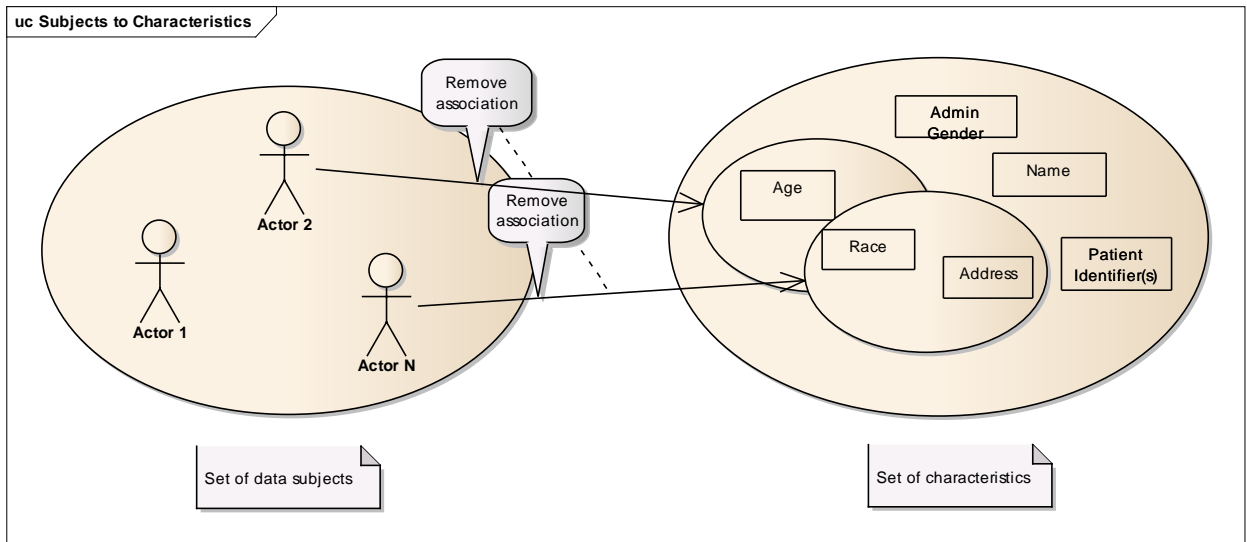 uc Subjects to Characteristics
Remove
association
Remove
association
Actor 2
Actor 1
Actor N
Admin
Gender
Name
Age
Race
Address
Patient
Identifier(s)
Set of data subjects
Set of characteristics